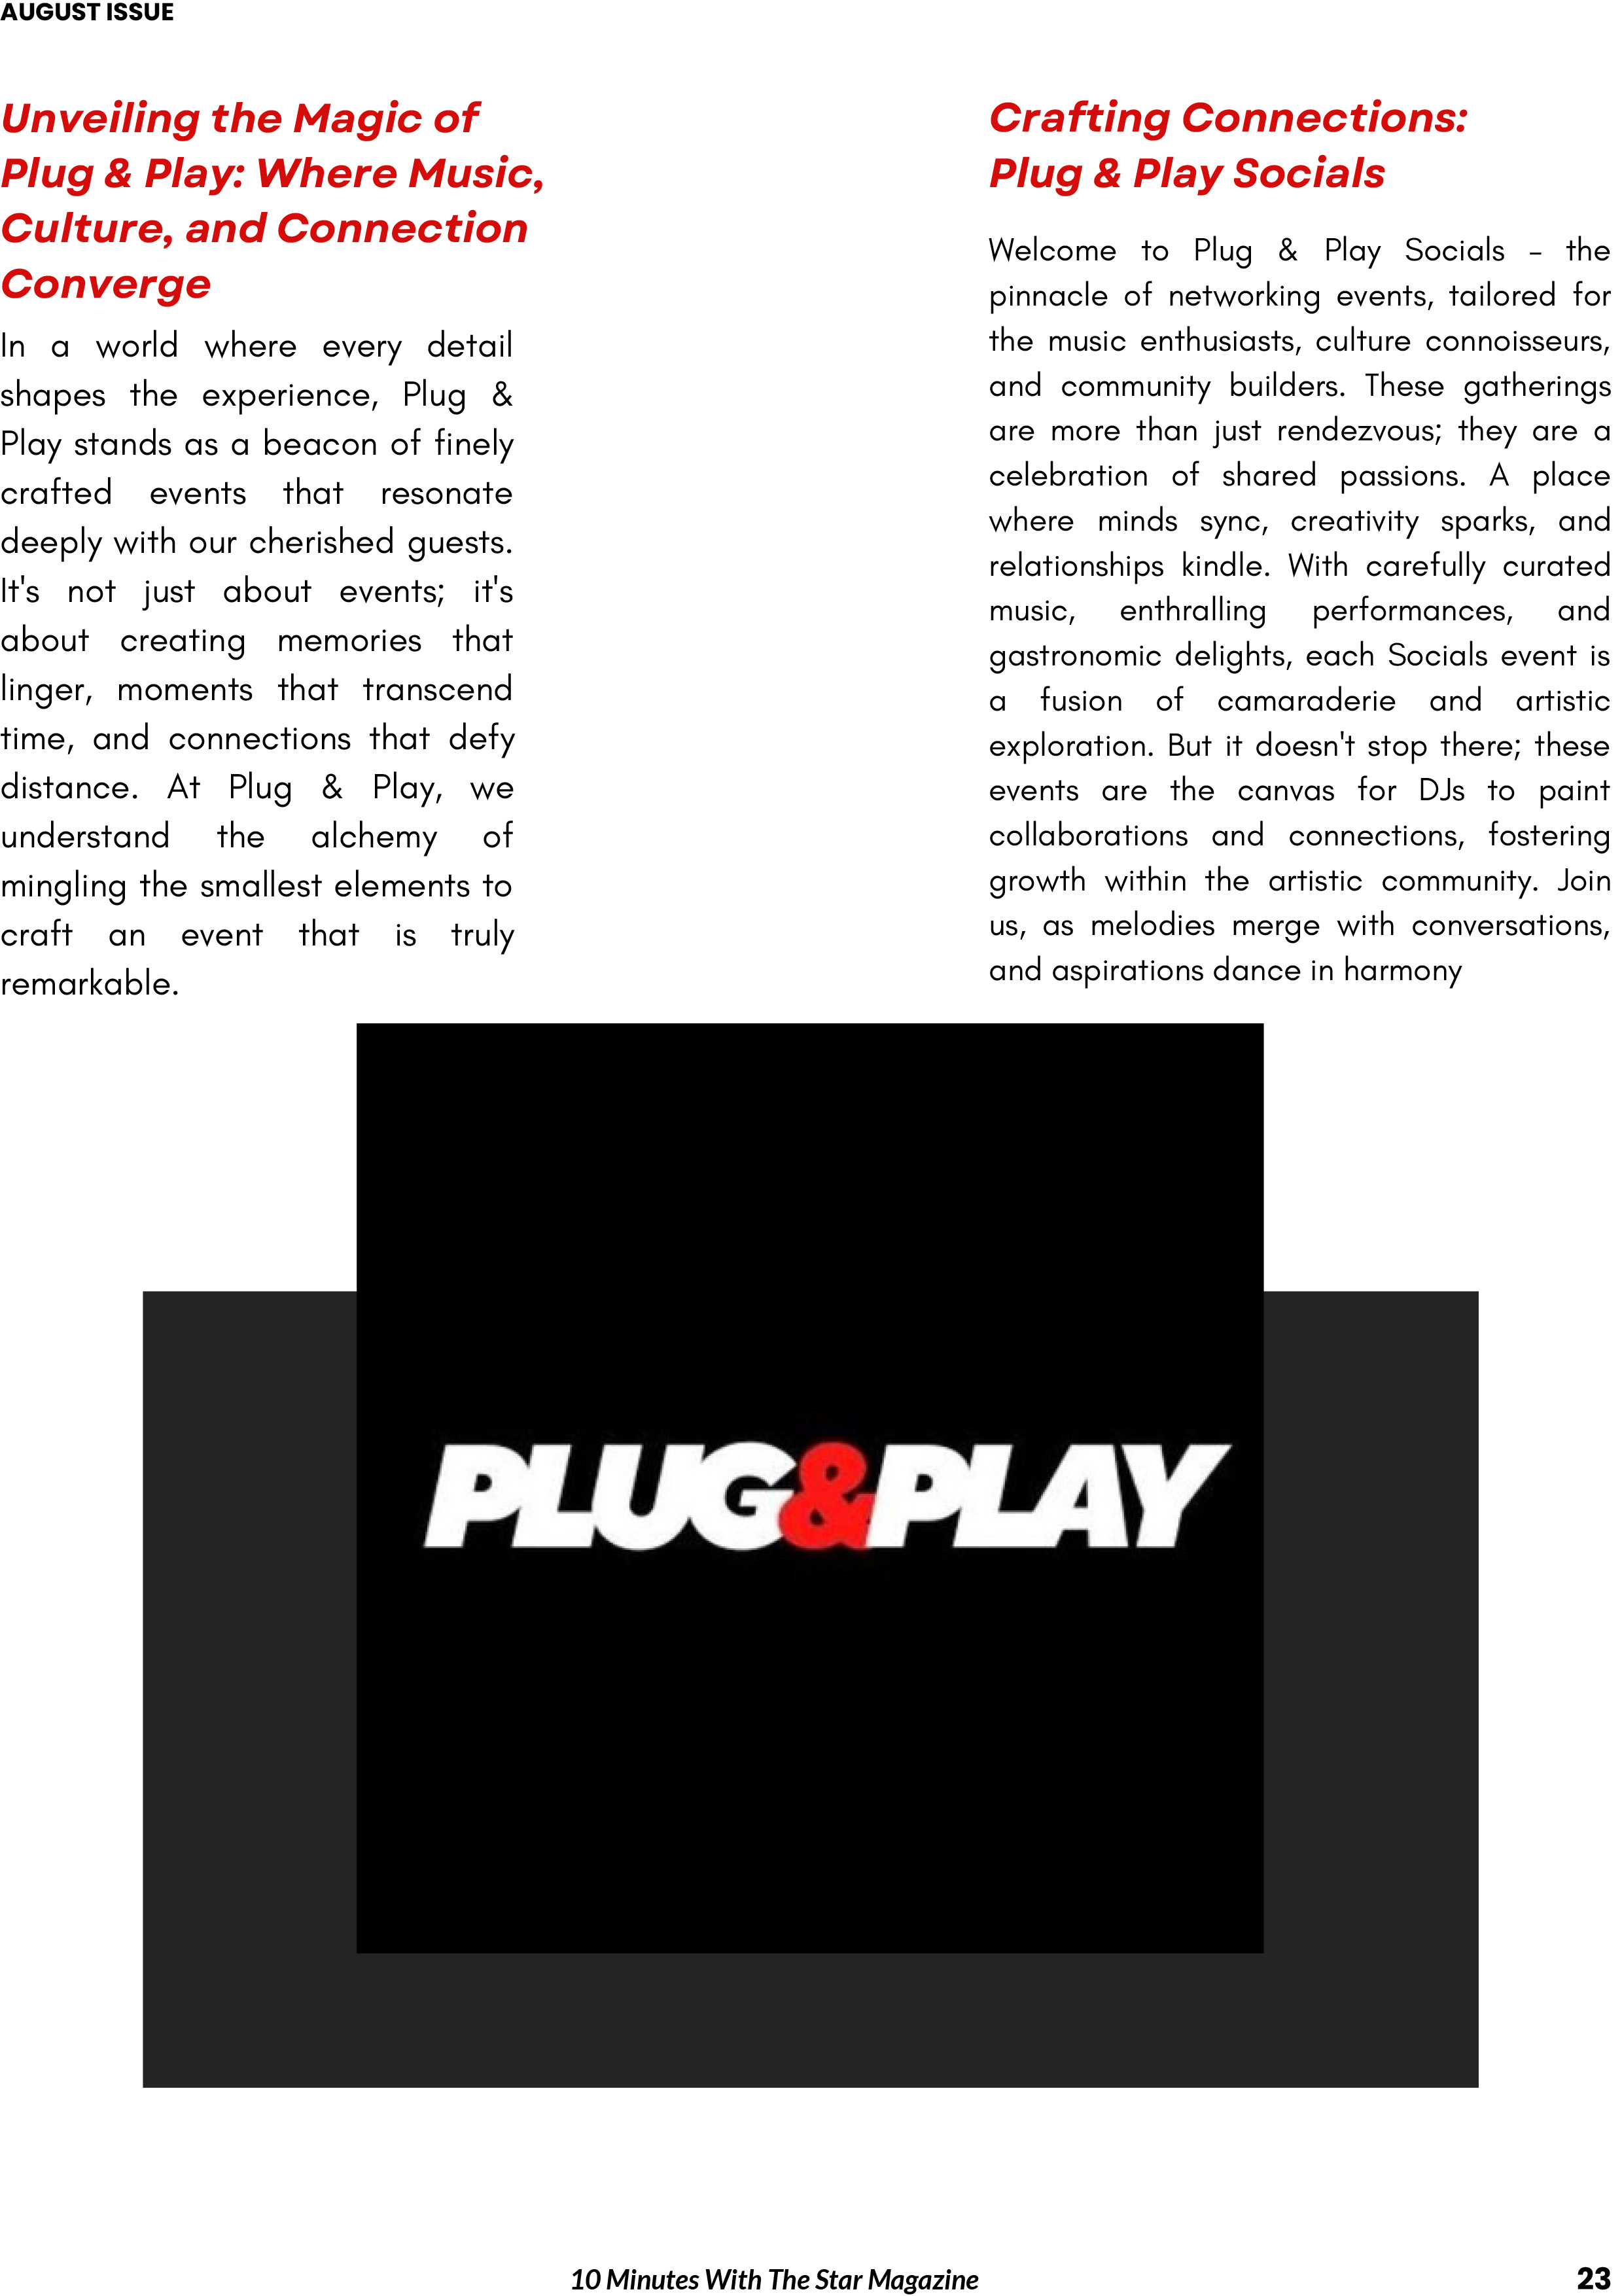 AUGUST ISSUE
Unveiling the Magic of
Plug & Play: Where Music,
Culture, and Connection
Converge
In a world where every detail
shapes the experience, Plug &
Play stands as a beacon of finely
crafted events that resonate
deeply with our cherished guests.
It's not just about events; it's
about creating memories that
linger, moments that transcend
time, and connections that defy
distance. At Plug & Play, we
understand the alchemy of
mingling the smallest elements to
craft an event that is truly
remarkable.
Crafting Connections:
Plug & Play Socials
Welcome to Plug & Play Socials – the
pinnacle of networking events, tailored for
the music enthusiasts, culture connoisseurs,
and community builders. These gatherings
are more than just rendezvous; they are a
celebration of shared passions. A place
where minds sync, creativity sparks, and
relationships kindle. With carefully curated
music, enthralling performances, and
gastronomic delights, each Socials event is
a fusion of camaraderie and artistic
exploration. But it doesn't stop there; these
events are the canvas for DJs to paint
collaborations and connections, fostering
growth within the artistic community. Join
us, as melodies merge with conversations,
and aspirations dance in harmony
PLUG&PLAY
10 Minutes With The Star Magazine
23